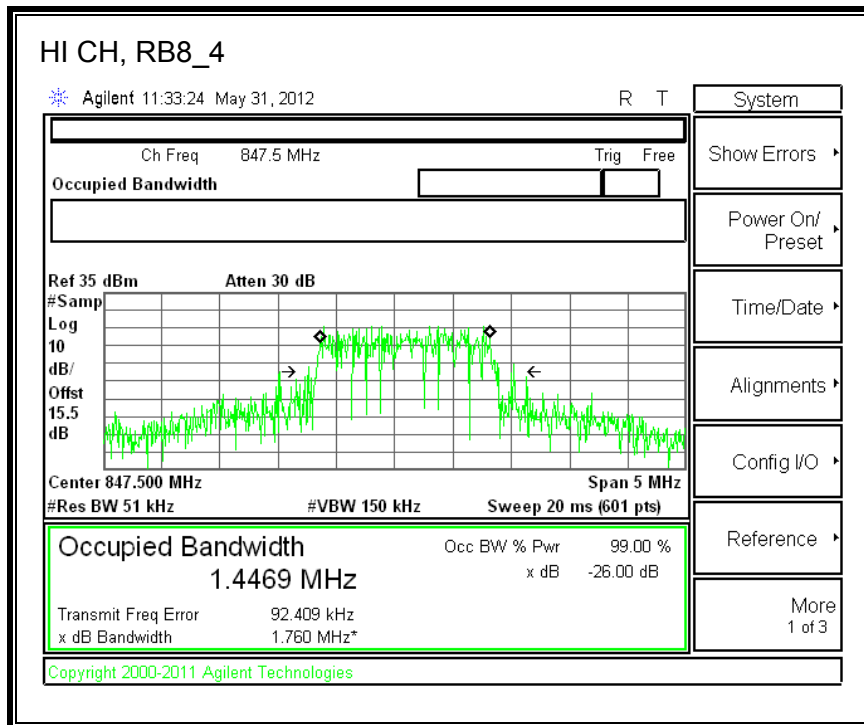 HI CH, RB8_4
Agilent 11:33:24 May 31, 2012 R T
System
Ch Freq 847.5 MHz Trig Free
Occupied Bandwidth
Show Errors
Power On/
Preset
Time/Date
Alignments
Config I/O
Reference
More
1 of 3
Ref 35 dBm Atten 30 dB
#Samp
Log
10
dB/
Offst
15.5
dB
Center 847.500 MHz Span 5 MHz
#Res BW 51 kHz #VBW 150 kHz Sweep 20 ms (601 pts)
Occupied Bandwidth Occ BW % Pwr 99.00 %
1.4469 MHz x dB -26.00 dB
Transmit Freq Error 92.409 kHz
x dB Bandwidth 1.760 MHz*
Copyright 2000-2011 Agilent Technologies